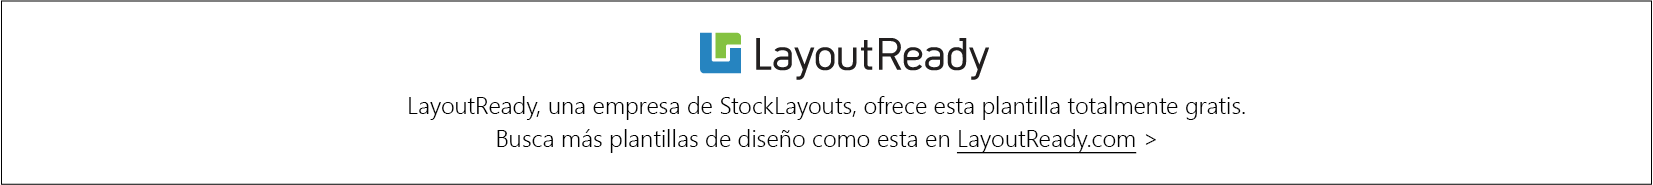 LayoutReady
LayoutReady, una empresa de StockLayouts, ofrece esta plantilla totalmente gratis.
Busca más plantillas de diseño como esta en LayoutReady.com >